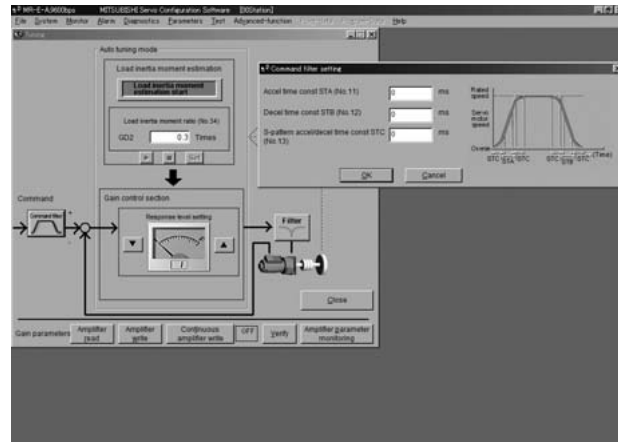 MR-E-A,9600bps MITSUBISHI Servo Configuration Software [00Station]
File System Monitor Alarm Diagnostics Parameters Test Advanced-function Help
Tuning
Auto tuning mode
Load inertia moment estimation
Load inertia moment
estimation start
Load inertia moment ratio (No.34)
GD2 0.3 Times
Set
Command filter setting
Accel time const STA (No.11) 0 ms
Decel time const STB (No.12) 0 ms
S-pattern accel/decel time const STC
(No.13) 0 ms
OK Cancel
Rated
speed
Servo
motor
speed
0r/min
STC STA STC STC STB STC (Time)
Command
Command filter
+
-
Gain control section
Response level setting
1
Filter
Close
Gain parameters
Amplifier
read
Amplifier
write
Continuous
amplifier write
OFF
Verify
Amplifier parameter
monitoring